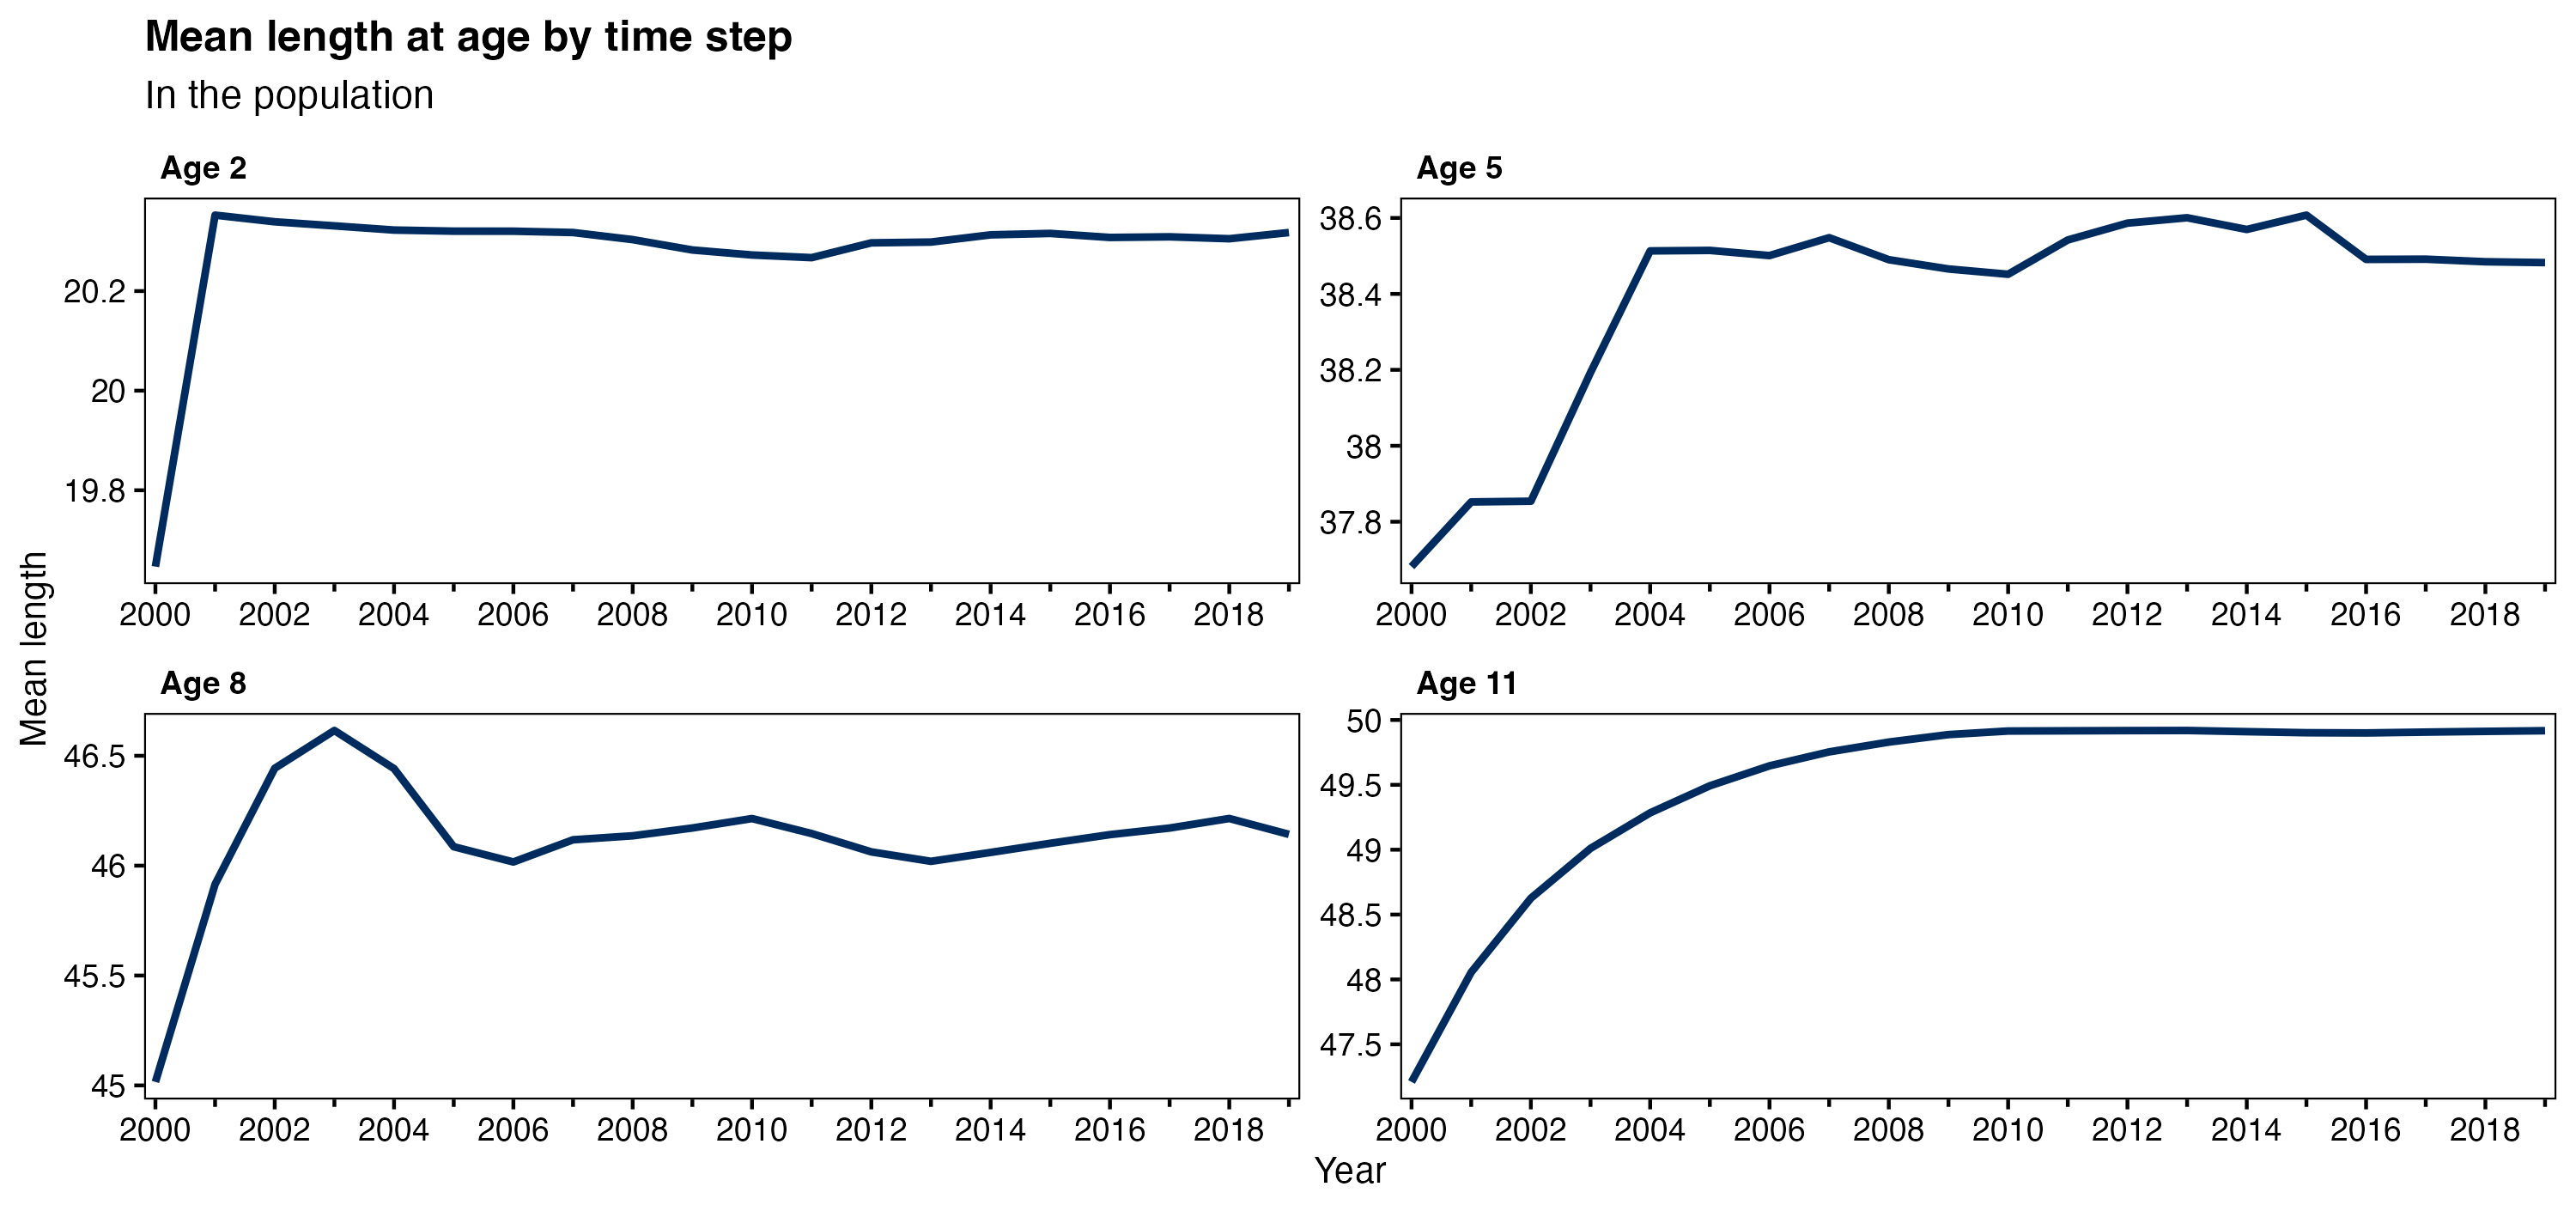 Mean length at age by time step
In the population
Mean length
Age 2
20.2
20
19.8
2000 2002 2004 2006 2008 2010 2012 2014 2016 2018
Age 5
38.6
38.4
38.2
38
37.8
2000 2002 2004 2006 2008 2010 2012 2014 2016 2018
Age 8
46.5
46
45.5
45
2000 2002 2004 2006 2008 2010 2012 2014 2016 2018
Age 11
50
49.5
49
48.5
48
47.5
2000 2002 2004 2006 2008 2010 2012 2014 2016 2018
Year